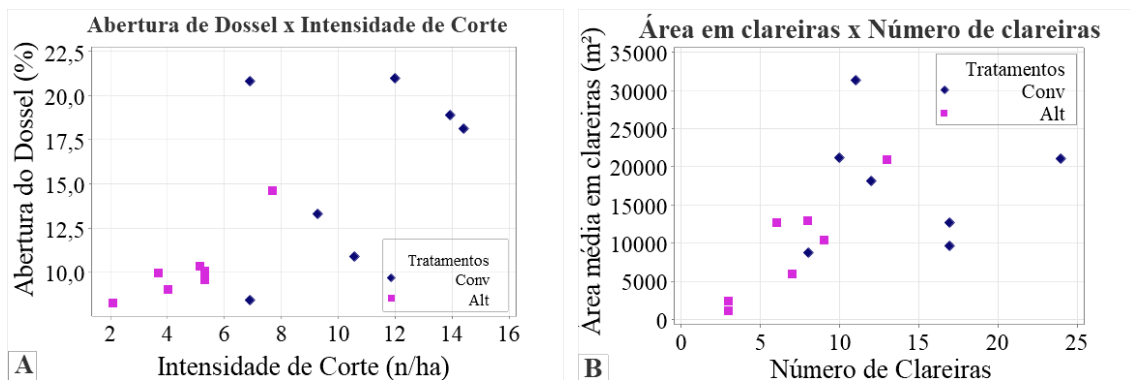 Abertura de Dossel x Intensidade de Corte
Abertura do Dossel (%)
22,5
20,0
17,5
15,0
12,5
10,0
Tratamentos
Conv
Alt
2 4 6 8 10 12 14 16
Intensidade de Corte (n/ha)
A
Área em clareiras x Número de clareiras
Área média em clareiras (m²)
35000
30000
25000
20000
15000
10000
5000
0
Tratamentos
Conv
Alt
0 5 10 15 20 25
Número de Clareiras
B